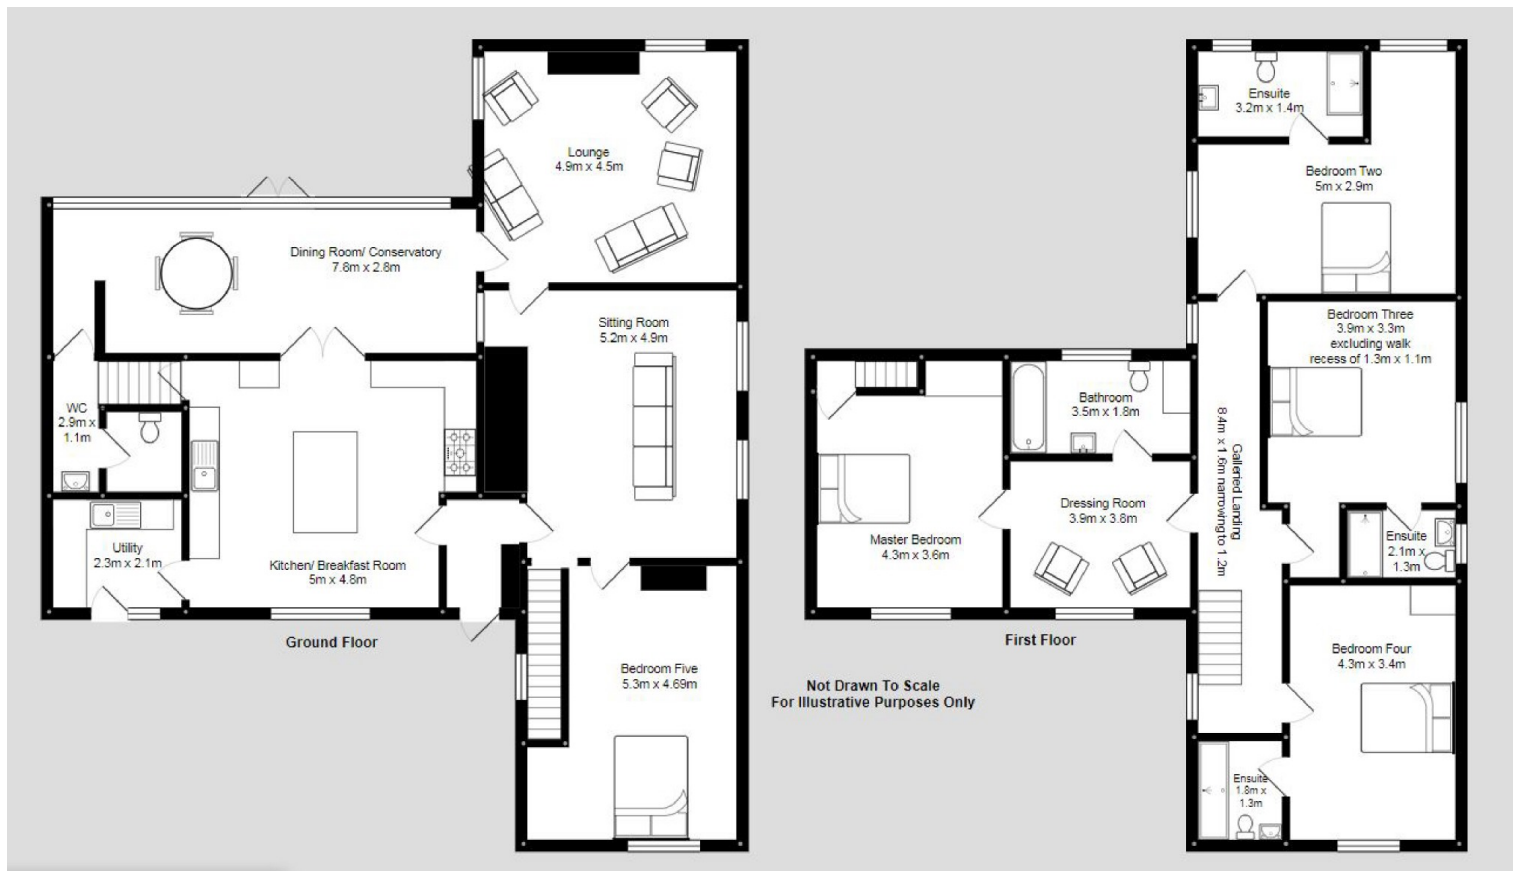 Lounge
4.9m x 4.5m
Dining Room/ Conservatory
7.8m x 2.8m
Sitting Room
5.2m x 4.9m
WC
2.9m x
1.1m
Utility
2.3m x 2.1m
Kitchen/ Breakfast Room
5m x 4.8m
Bedroom Five
5.3m x 4.69m
Ground Floor
Ensuite
3.2m x 1.4m
Bedroom Two
5m x 2.9m
Bedroom Three
3.9m x 3.3m
excluding walk
recess of 1.3m x 1.1m
Bathroom
3.5m x 1.8m
Galleried Landing
8.4m x 1.6m narrowing to 1.2m
Dressing Room
3.9m x 3.8m
Master Bedroom
4.3m x 3.6m
Ensuite
2.1m x
1.3m
Bedroom Four
4.3m x 3.4m
Ensuite
1.8m x
1.3m
First Floor
Not Drawn To Scale
For Illustrative Purposes Only